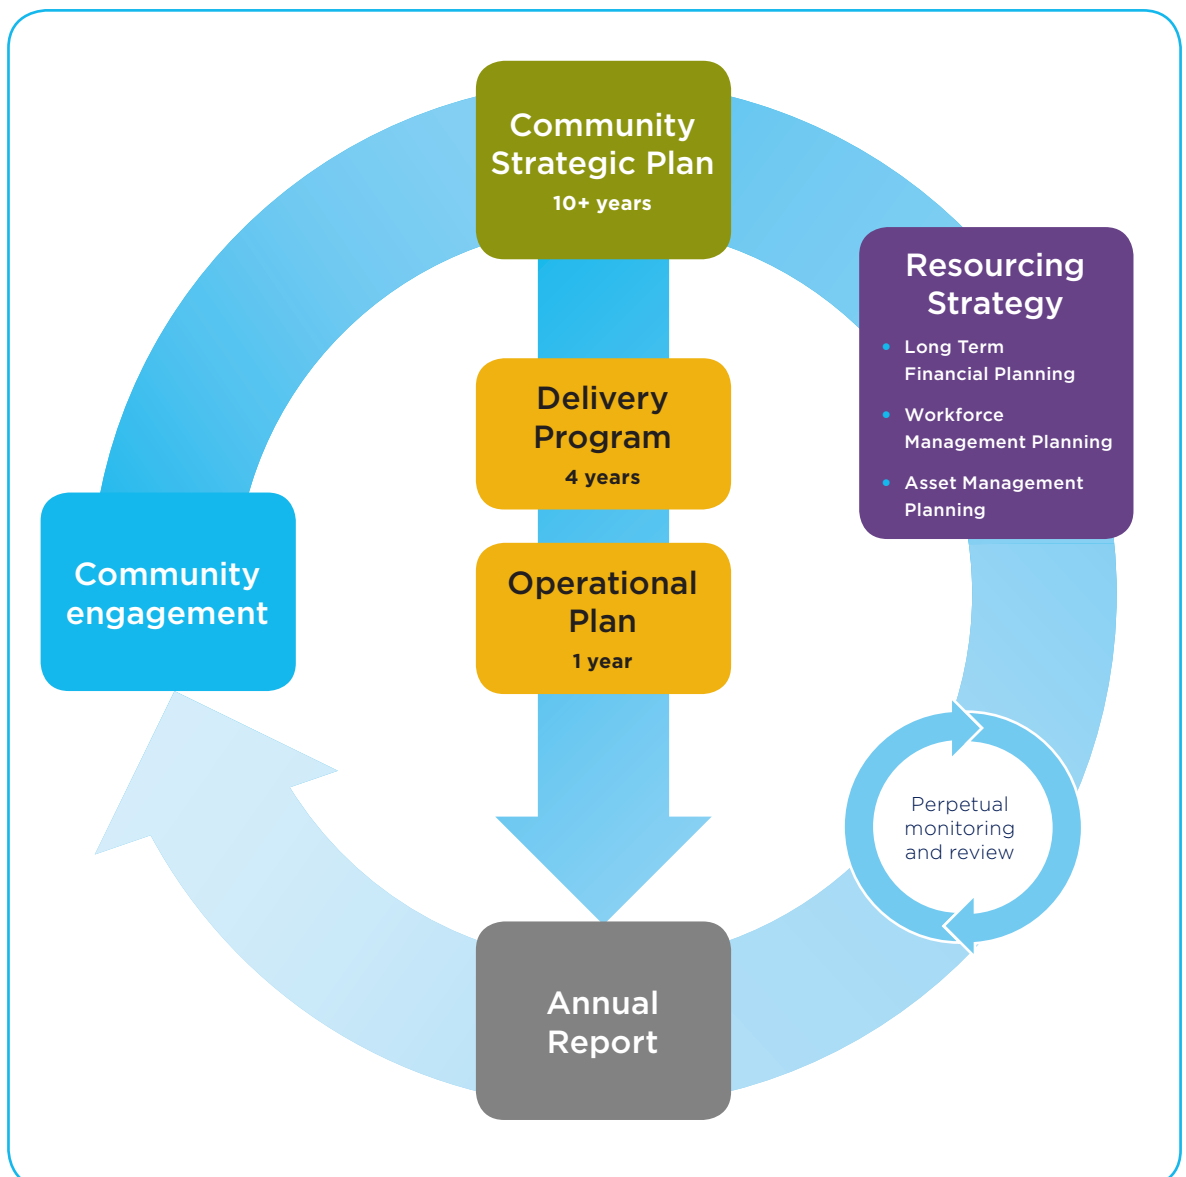 Community
Strategic Plan
10+ years
Resourcing
Strategy
• Long Term
Financial Planning
• Workforce
Management Planning
• Asset Management
Planning
Delivery
Program
4 years
Operational
Plan
1 year
Community
engagement
Perpetual
monitoring
and review
Annual
Report